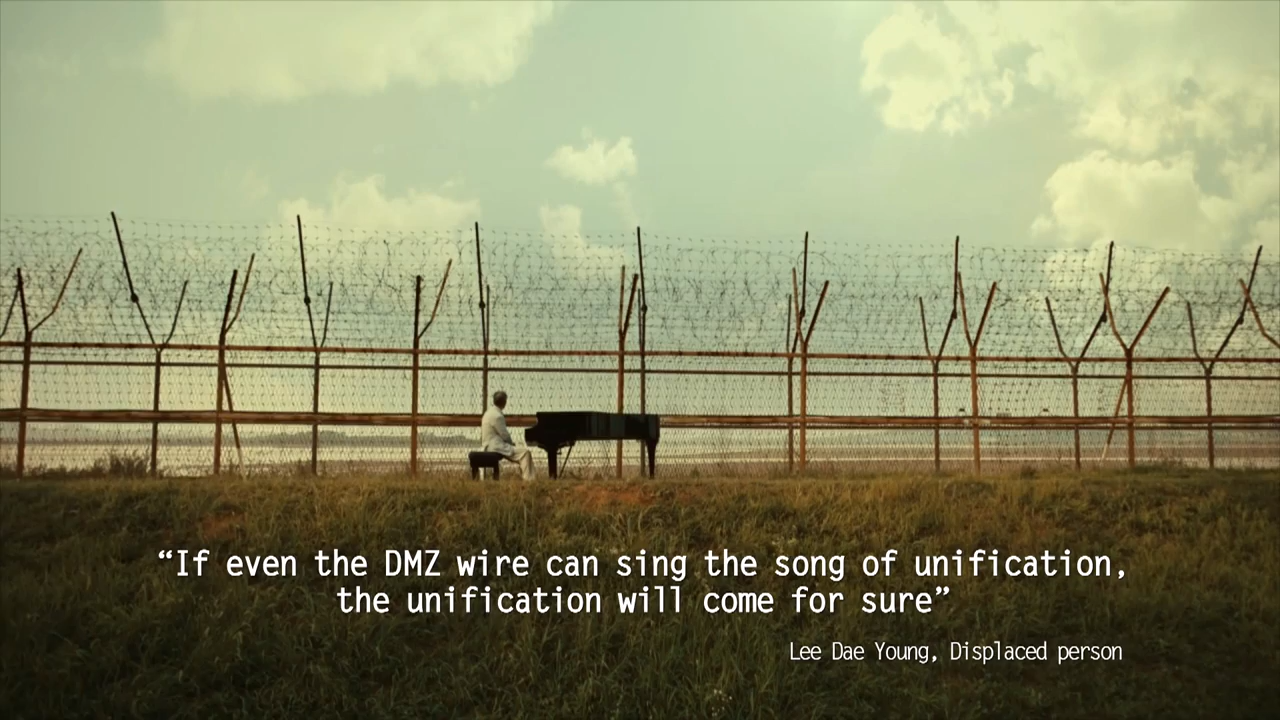 “If even the DMZ wire can sing the song of unification,
the unification will come for sure”
Lee Dae Young, Displaced person